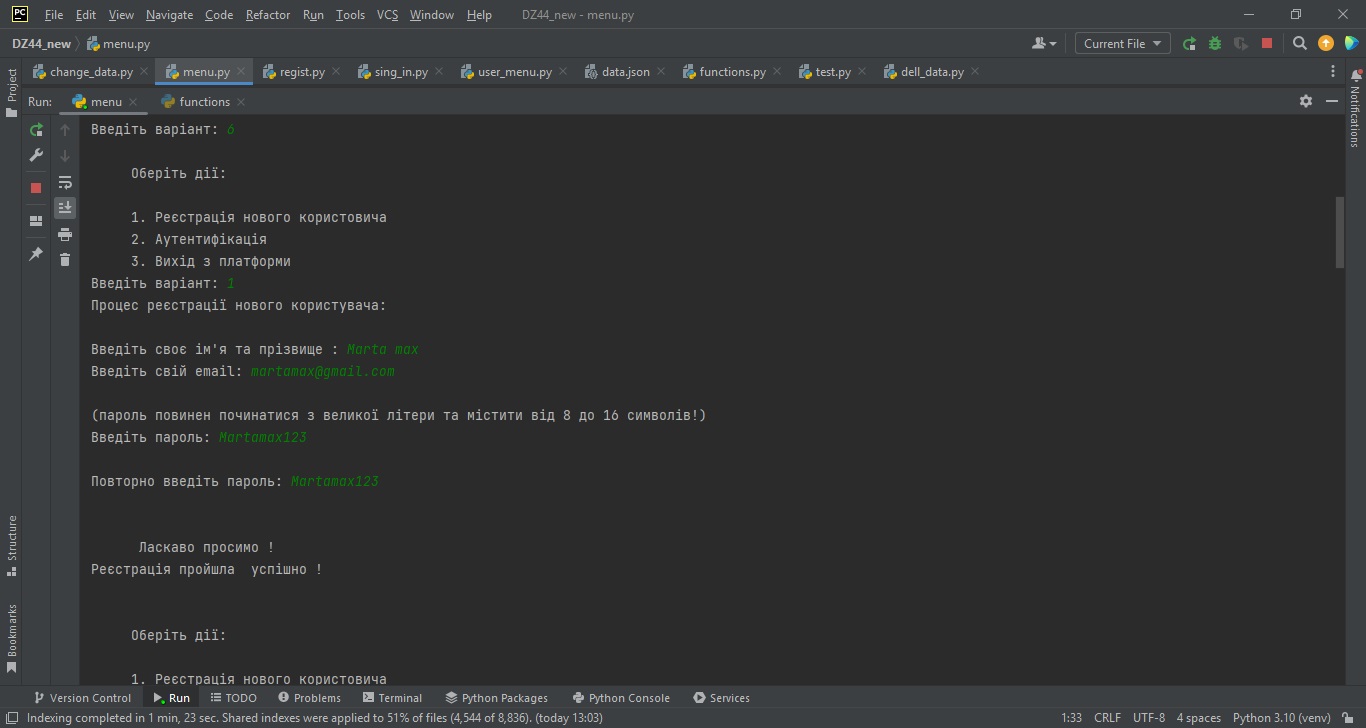 PC File Edit View Navigate Code Refactor Run Tools VCS Window Help DZ44_new - menu.py
DZ44_new menu.py Current File
change_data.py menu.py regist.py sing_in.py user_menu.py data.json functions.py test.py dell_data.py
Project
Run: menu functions
Notifications
Введіть варіант: 6
Оберіть дії:
1. Реєстрація нового користовича
2. Аутентифікація
3. Вихід з платформи
Введіть варіант: 1
Процес реєстрації нового користувача:
Введіть своє ім'я та прізвище : Marta max
Введіть свій email: martamax@gmail.com
(пароль повинен починатися з великої літери та містити від 8 до 16 символів!)
Введіть пароль: Martamax123
Повторно введіть пароль: Martamax123
Ласкаво просимо !
Реєстрація пройшла  успішно !
Оберіть дії:
1. Реєстрація нового користовича
Structure
Bookmarks
Version Control Run TODO Problems Terminal Python Packages Python Console Services
Indexing completed in 1 min, 23 sec. Shared indexes were applied to 51% of files (4,544 of 8,836). (today 13:03) 1:33 CRLF UTF-8 4 spaces Python 3.10 (venv)